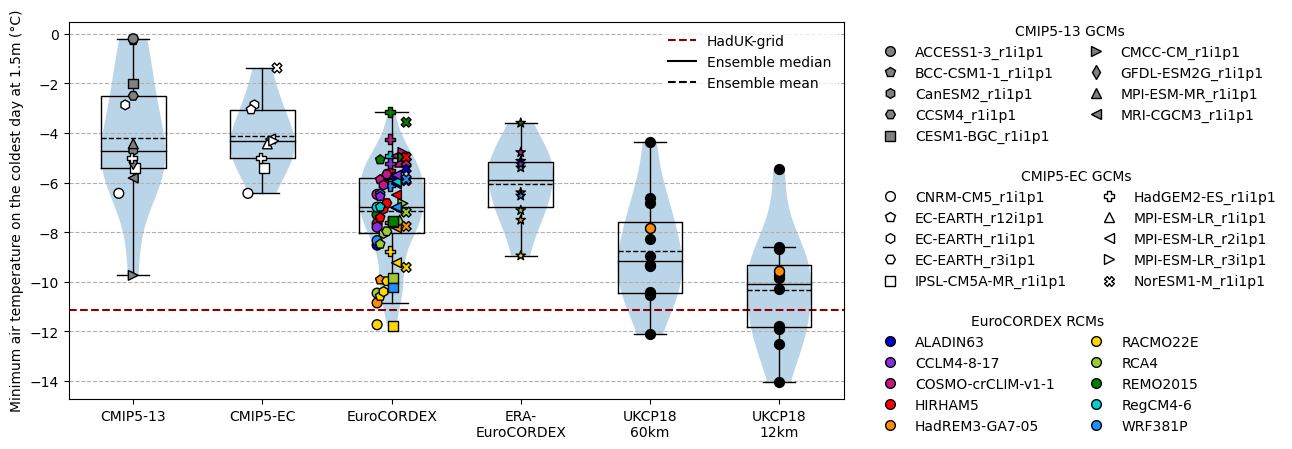 Minimum air temperature on the coldest day at 1.5m (°C)
0
−2
−4
−6
−8
−10
−12
−14
HadUK-grid
Ensemble median
Ensemble mean
CMIP5-13
CMIP5-EC
EuroCORDEX
ERA-
EuroCORDEX
UKCP18
60km
UKCP18
12km
CMIP5-13 GCMs
ACCESS1-3_r1i1p1
BCC-CSM1-1_r1i1p1
CanESM2_r1i1p1
CCSM4_r1i1p1
CESM1-BGC_r1i1p1
CMCC-CM_r1i1p1
GFDL-ESM2G_r1i1p1
MPI-ESM-MR_r1i1p1
MRI-CGCM3_r1i1p1
CMIP5-EC GCMs
CNRM-CM5_r1i1p1
EC-EARTH_r12i1p1
EC-EARTH_r1i1p1
EC-EARTH_r3i1p1
IPSL-CM5A-MR_r1i1p1
HadGEM2-ES_r1i1p1
MPI-ESM-LR_r1i1p1
MPI-ESM-LR_r2i1p1
MPI-ESM-LR_r3i1p1
NorESM1-M_r1i1p1
EuroCORDEX RCMs
ALADIN63
CCLM4-8-17
COSMO-crCLIM-v1-1
HIRHAM5
HadREM3-GA7-05
RACMO22E
RCA4
REMO2015
RegCM4-6
WRF381P